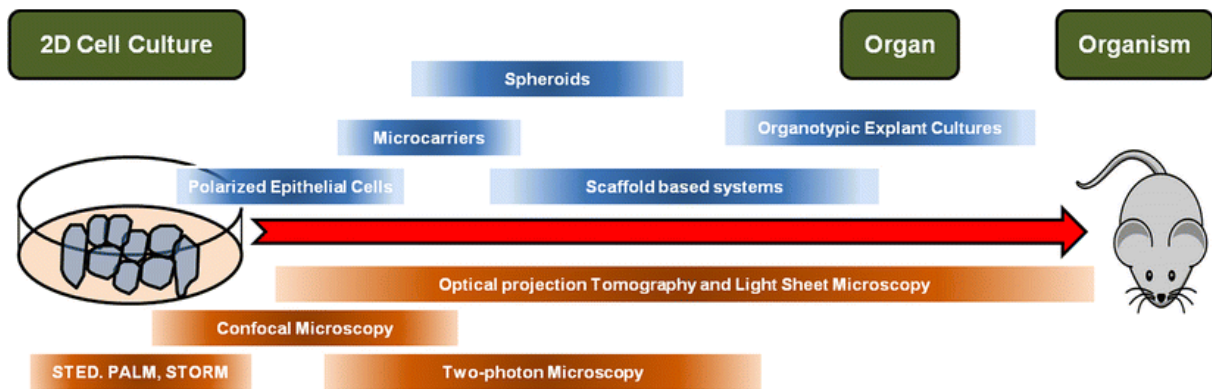 2D Cell Culture
Organ
Organism
Spheroids
Organotypic Explant Cultures
Microcarriers
Polarized Epithelial Cells
Scaffold based systems
Optical projection Tomography and Light Sheet Microscopy
Confocal Microscopy
STED. PALM, STORM
Two-photon Microscopy